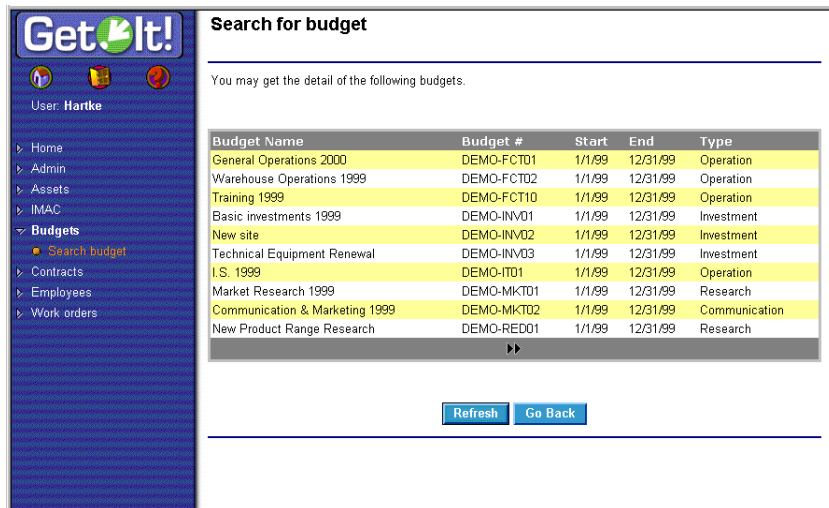 Get It!
User: Hartke
Home
Admin
Assets
IMAC
Budgets
Search budget
Contracts
Employees
Work orders
Search for budget
You may get the detail of the following budgets.
Budget Name Budget # Start End Type
General Operations 2000 DEMO-FCT01 1/1/99 12/31/99 Operation
Warehouse Operations 1999 DEMO-FCT02 1/1/99 12/31/99 Operation
Training 1999 DEMO-FCT10 1/1/99 12/31/99 Operation
Basic investments 1999 DEMO-INV01 1/1/99 12/31/99 Investment
New site DEMO-INV02 1/1/99 12/31/99 Investment
Technical Equipment Renewal DEMO-INV03 1/1/99 12/31/99 Investment
I.S. 1999 DEMO-IT01 1/1/99 12/31/99 Operation
Market Research 1999 DEMO-MKT01 1/1/99 12/31/99 Research
Communication & Marketing 1999 DEMO-MKT02 1/1/99 12/31/99 Communication
New Product Range Research DEMO-RED01 1/1/99 12/31/99 Research
Refresh Go Back